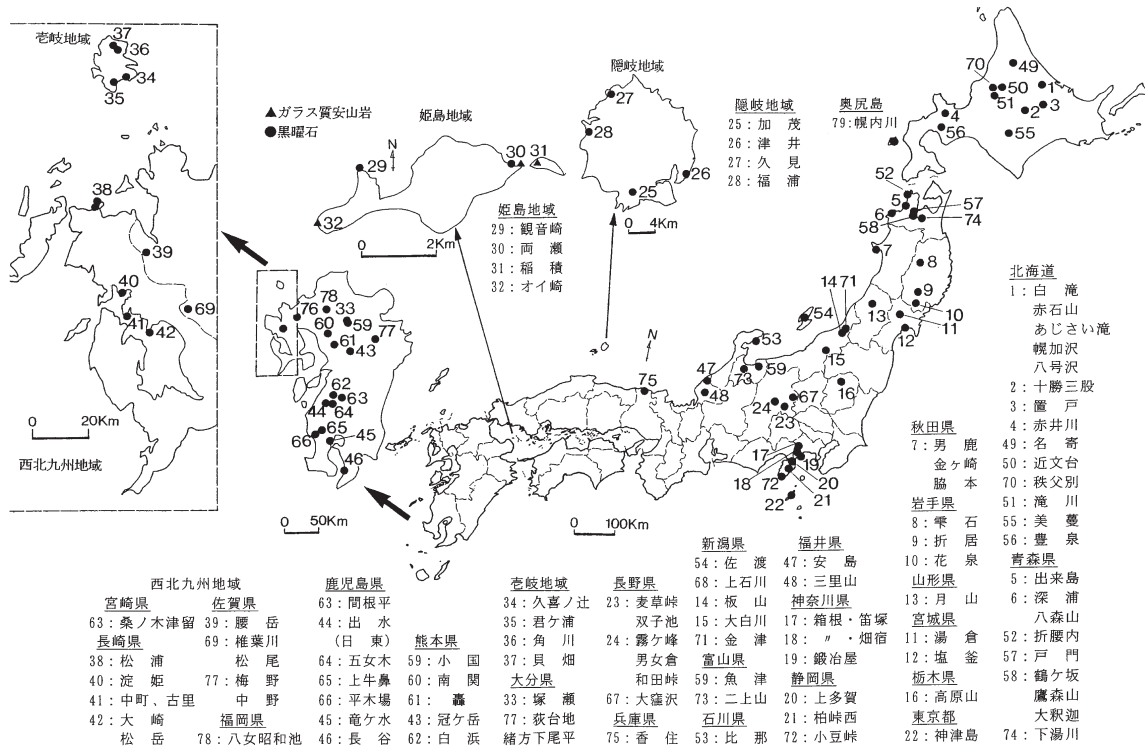 壱岐地域
37
36
34
35
38
39
40
41
42
69
0 20Km
西北九州地域
▲ガラス質安山岩
●黒曜石
姫島地域
N
29
30
31
32
0 2Km
姫島地域
29：観音崎
30：両瀬
31：稲積
32：オイ崎
隠岐地域
27
28
26
25
0 4Km
隠岐地域
25：加茂
26：津井
27：久見
28：福浦
奥尻島
79：幌内川
70
49
50
1
51
2
3
4
56
55
52
5
57
6
58
74
7
8
9
10
11
12
13
14
71
54
15
16
53
73
59
47
48
67
24
23
17
19
18
20
72
21
22
75
N
0 100Km
76
78
33
59
60
61
77
43
62
63
44
64
65
66
45
46
0 50Km
北海道
1：白滝
赤石山
あじさい滝
幌加沢
八号沢
2：十勝三股
3：置戸
4：赤井川
49：名寄
50：近文台
70：秩父別
51：滝川
55：美蔓
56：豊泉
青森県
5：出来島
6：深浦
八森山
52：折腰内
57：戸門
58：鶴ケ坂
鷹森山
大釈迦
74：下湯川
秋田県
7：男鹿
金ヶ崎
脇本
岩手県
8：雫石
9：折居
10：花泉
山形県
13：月山
宮城県
11：湯倉
12：塩釜
栃木県
16：高原山
東京都
22：神津島
福井県
47：安島
48：三里山
神奈川県
17：箱根・笛塚
18：〃・畑宿
19：鍛冶屋
静岡県
20：上多賀
21：柏峠西
72：小豆峠
新潟県
54：佐渡
68：上石川
14：板山
15：大白川
71：金津
富山県
59：魚津
73：二上山
石川県
53：比那
長野県
23：麦草峠
双子池
24：霧ケ峰
男女倉
和田峠
67：大窪沢
兵庫県
75：香住
壱岐地域
34：久喜ノ辻
35：君ケ浦
36：角川
37：貝畑
大分県
33：塚瀬
77：荻台地
緒方下尾平
熊本県
59：小国
60：南関
61：轟
43：冠ケ岳
62：白浜
鹿児島県
63：間根平
44：出水
（日東）
64：五女木
65：上牛鼻
66：平木場
45：竜ケ水
46：長谷
西北九州地域
宮崎県
63：桑ノ木津留
長崎県
38：松浦
40：淀姫
41：中町、古里
42：大崎
松岳
佐賀県
39：腰岳
69：椎葉川
松尾
77：梅野
中野
福岡県
78：八女昭和池